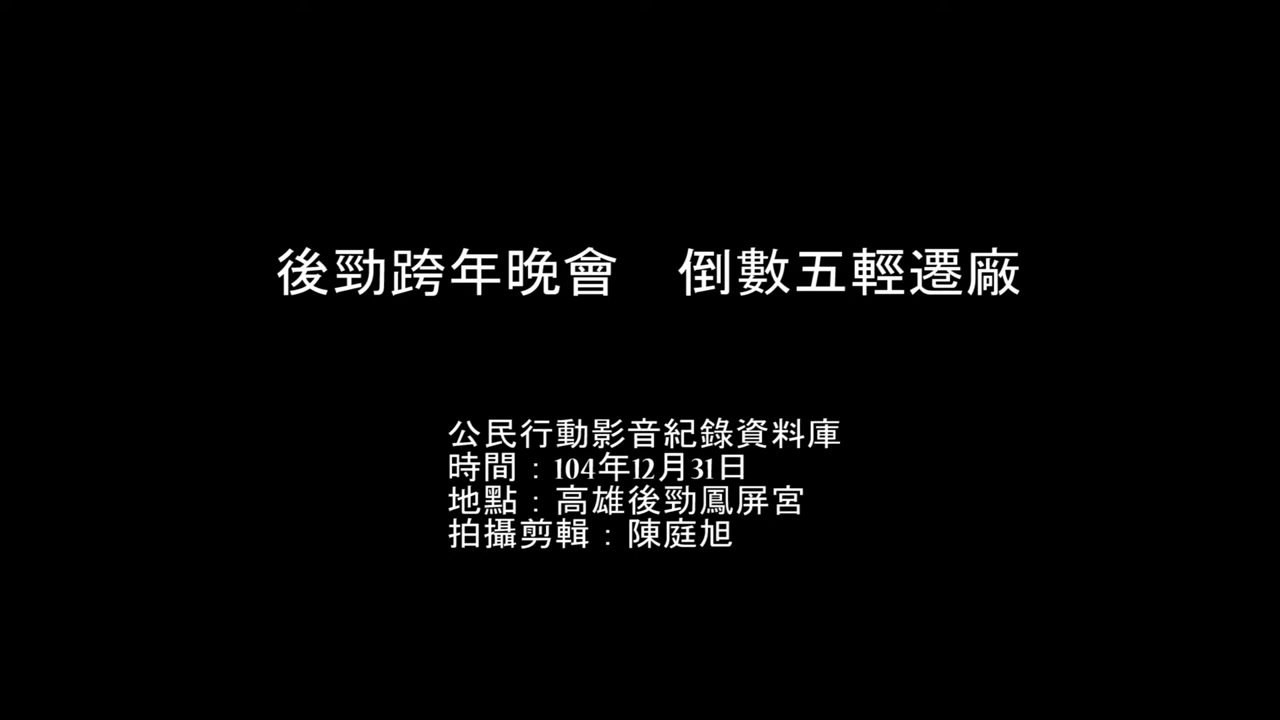 後勁跨年晚會　倒數五輕遷廠
公民行動影音紀錄資料庫
時間：104年12月31日
地點：高雄後勁鳳屏宮
拍攝剪輯：陳庭旭